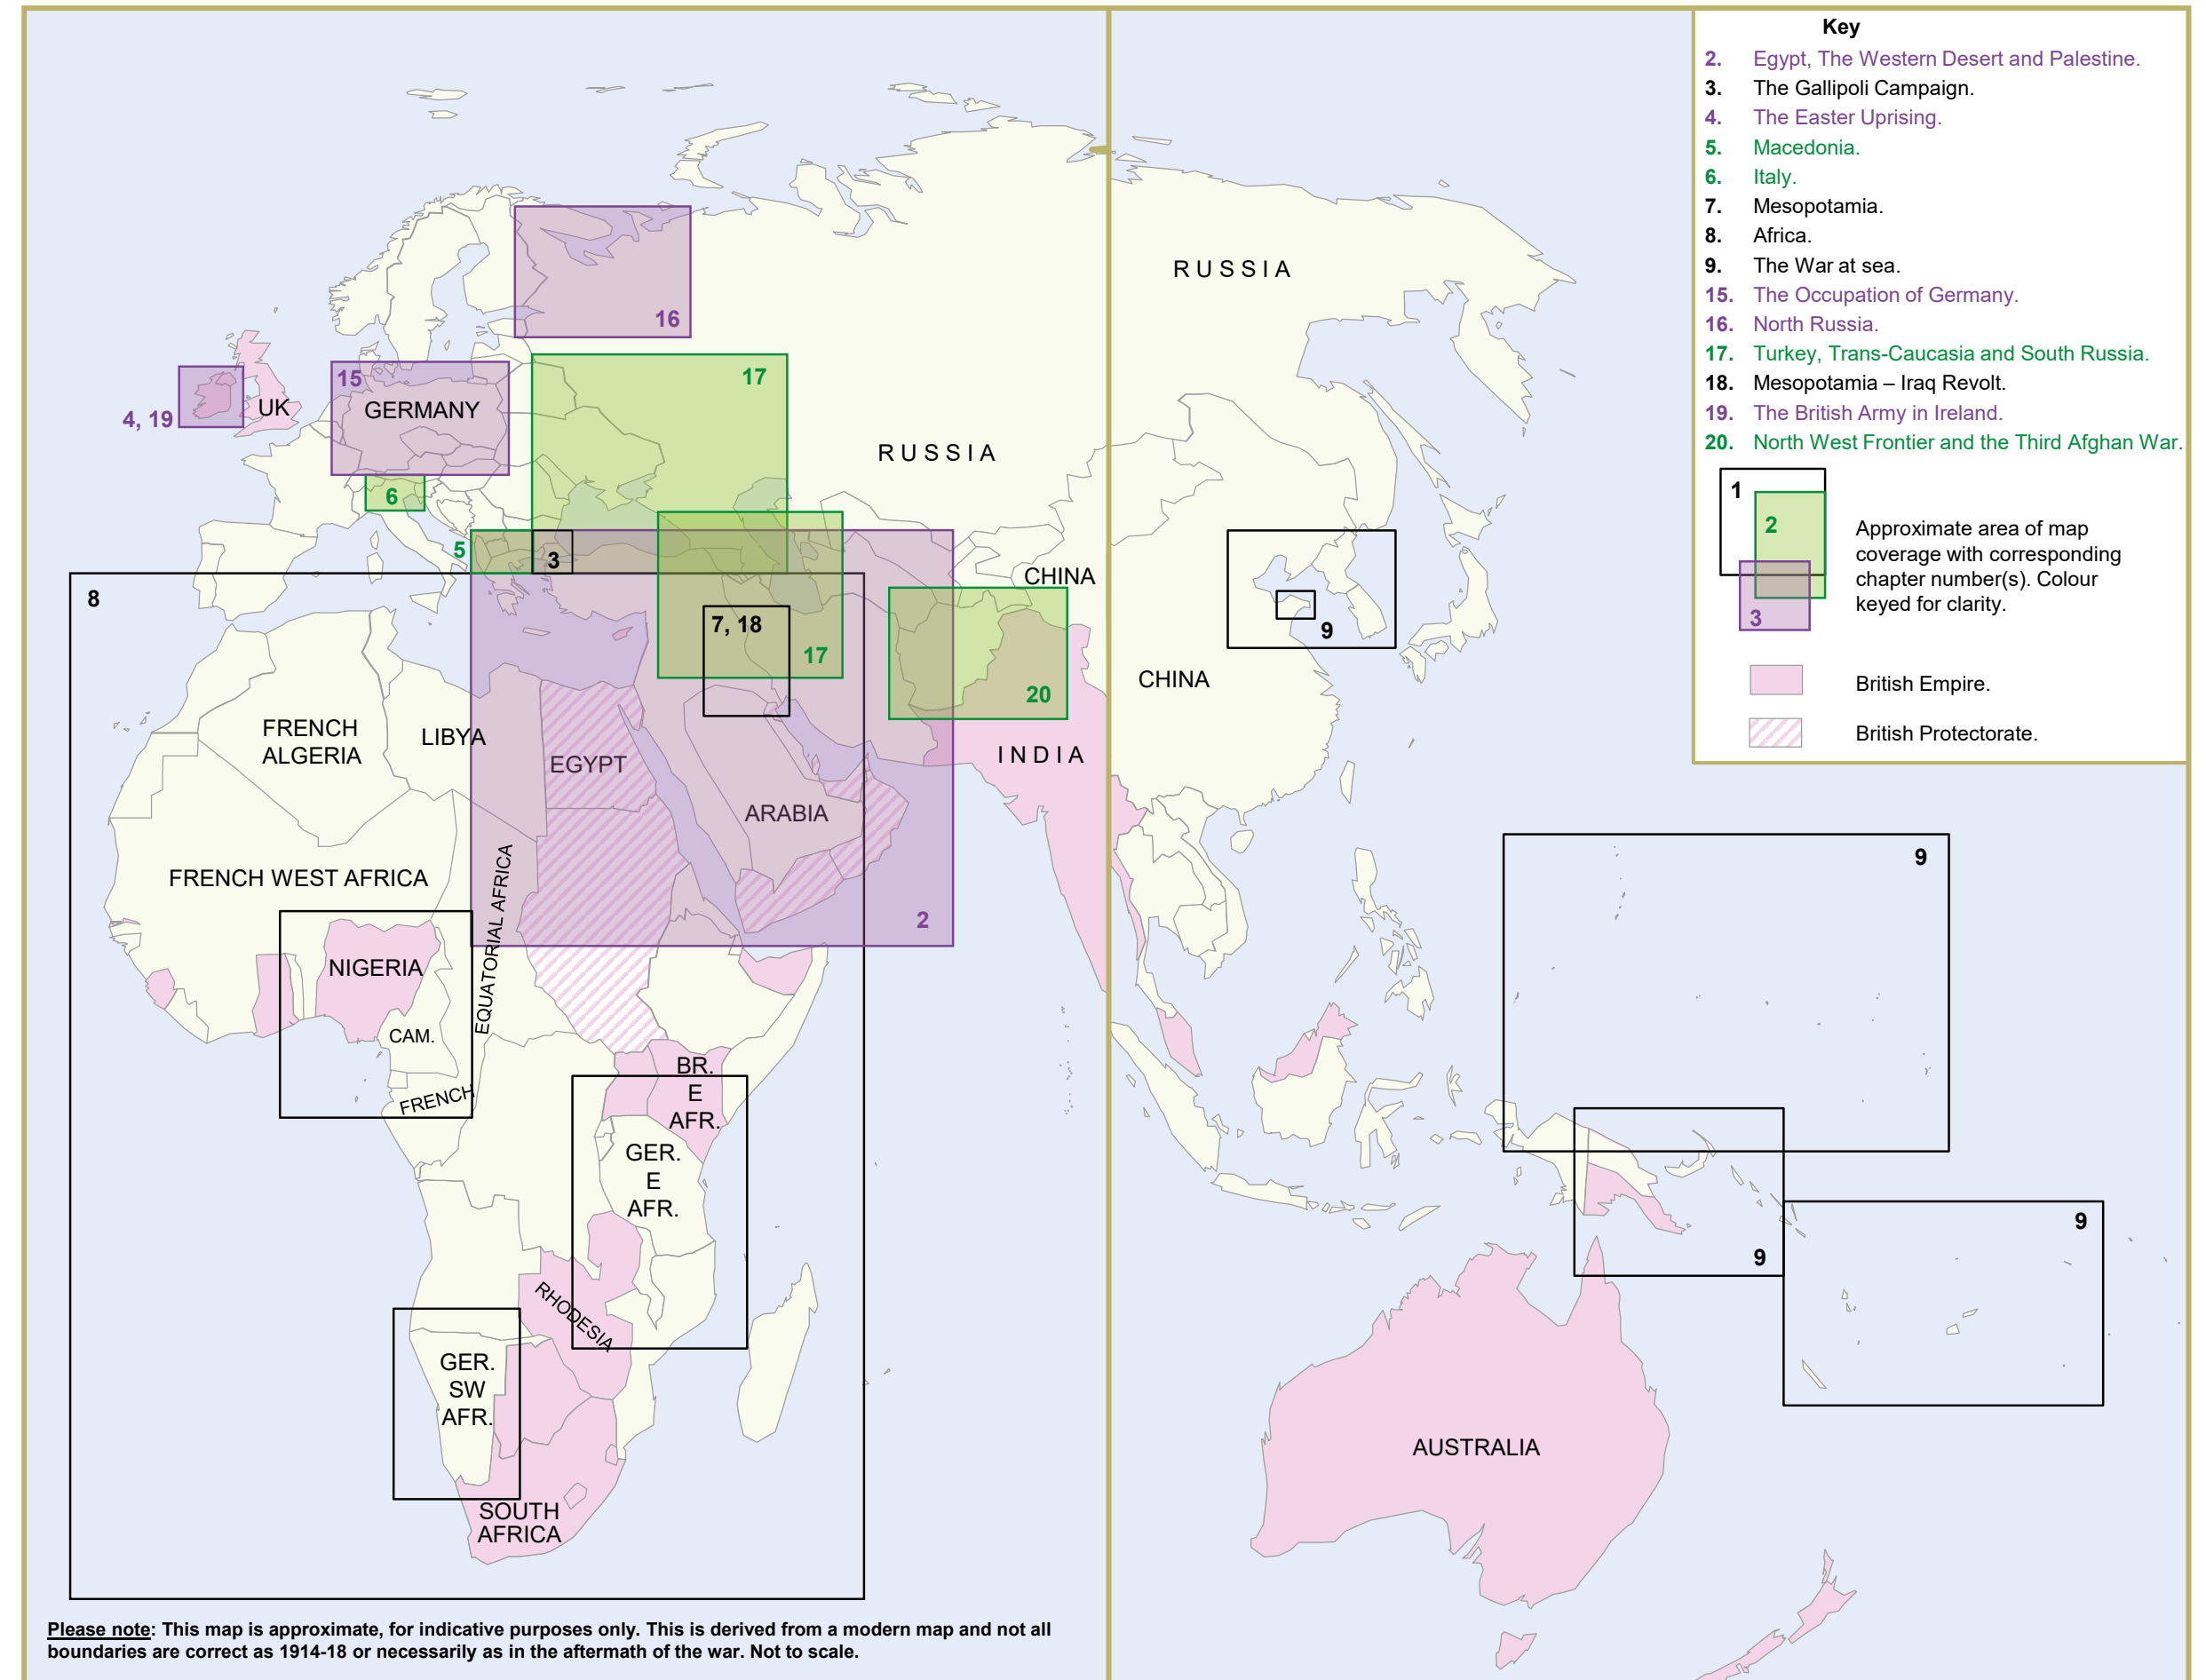 Key
2. Egypt, The Western Desert and Palestine.
3. The Gallipoli Campaign.
4. The Easter Uprising.
5. Macedonia.
6. Italy.
7. Mesopotamia.
8. Africa.
9. The War at sea.
15. The Occupation of Germany.
16. North Russia.
17. Turkey, Trans-Caucasia and South Russia.
18. Mesopotamia – Iraq Revolt.
19. The British Army in Ireland.
20. North West Frontier and the Third Afghan War.
1
2
3
Approximate area of map
coverage with corresponding
chapter number(s). Colour
keyed for clarity.
British Empire.
British Protectorate.
RUSSIA
16
15
17
4, 19
UK
GERMANY
RUSSIA
6
5
3
CHINA
8
7, 18
9
17
CHINA
20
FRENCH
ALGERIA
LIBYA
EGYPT
INDIA
ARABIA
9
FRENCH WEST AFRICA
EQUATORIAL AFRICA
2
NIGERIA
CAM.
FRENCH
BR.
E
AFR.
GER.
E
AFR.
9
9
RHODESIA
GER.
SW
AFR.
AUSTRALIA
SOUTH
AFRICA
Please note: This map is approximate, for indicative purposes only. This is derived from a modern map and not all
boundaries are correct as 1914-18 or necessarily as in the aftermath of the war. Not to scale.